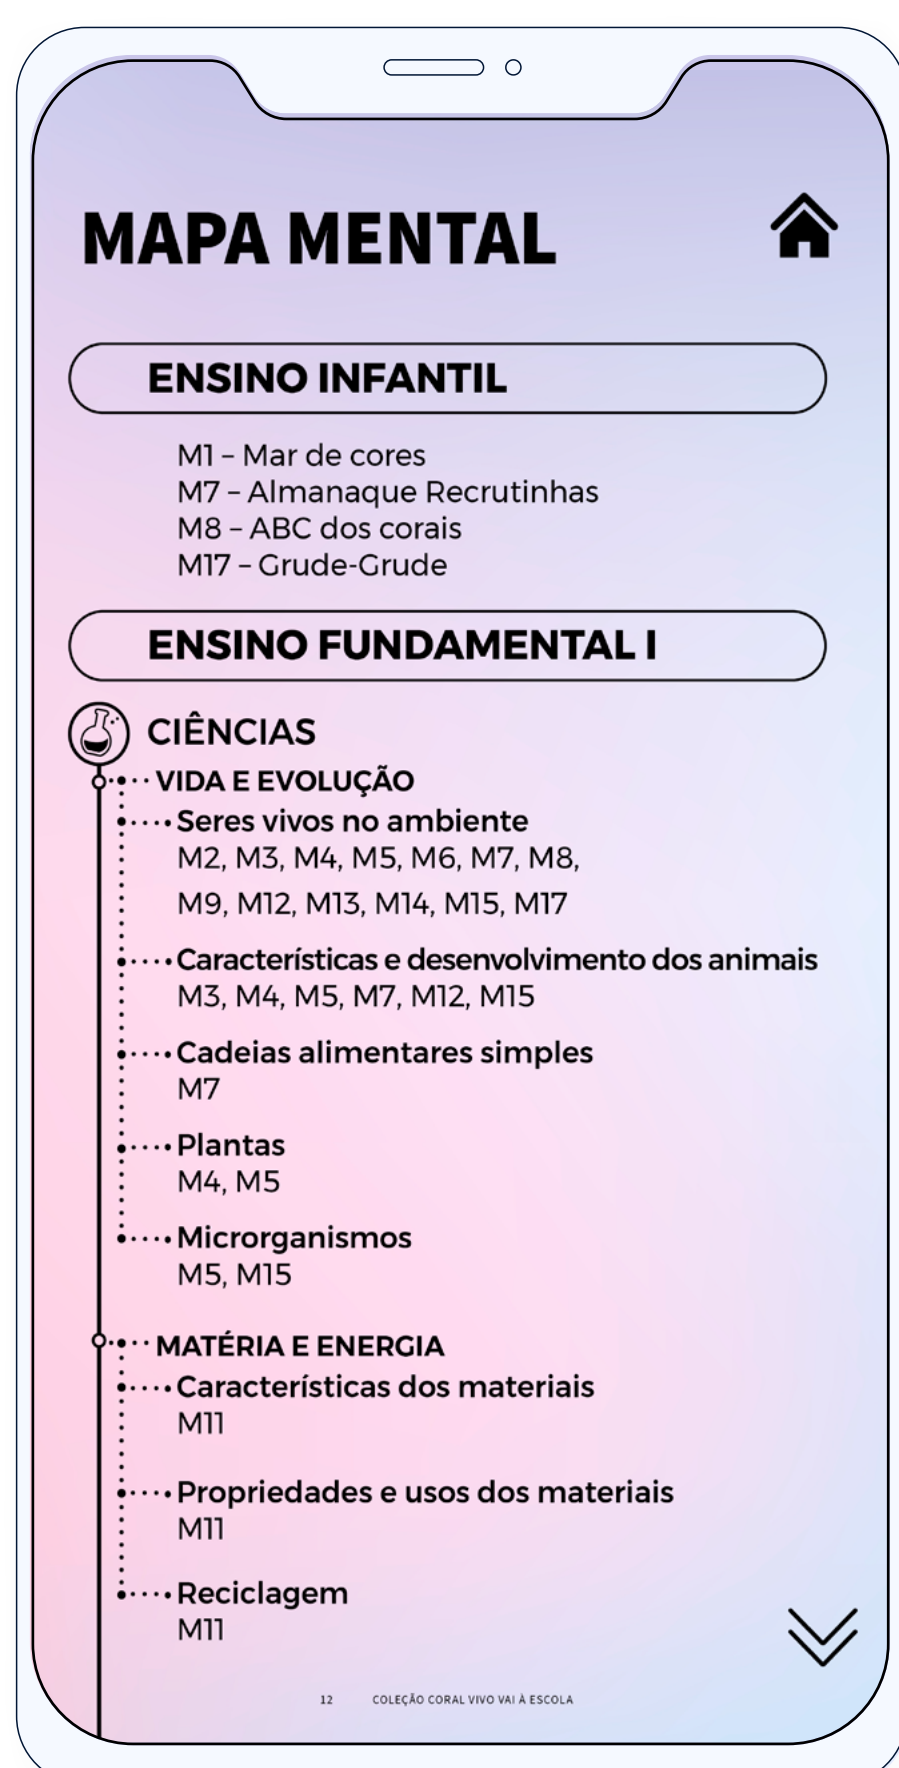 MAPA MENTAL
ENSINO INFANTIL
M1 – Mar de cores
M7 – Almanaque Recrutinhas
M8 – ABC dos corais
M17 – Grude-Grude
ENSINO FUNDAMENTAL I
CIÊNCIAS
VIDA E EVOLUÇÃO
Seres vivos no ambiente
M2, M3, M4, M5, M6, M7, M8,
M9, M12, M13, M14, M15, M17
Características e desenvolvimento dos animais
M3, M4, M5, M7, M12, M15
Cadeias alimentares simples
M7
Plantas
M4, M5
Microrganismos
M5, M15
MATÉRIA E ENERGIA
Características dos materiais
M11
Propriedades e usos dos materiais
M11
Reciclagem
M11
12 COLEÇÃO CORAL VIVO VAI À ESCOLA